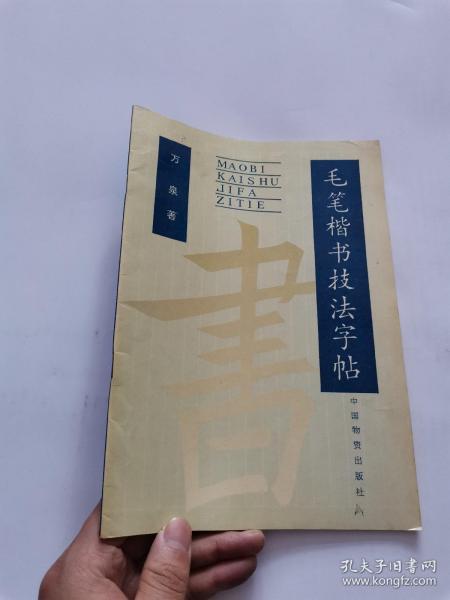 毛笔楷书技法字帖
MAOBI
KAISHU
JIFA
ZITIE
万泉著
書
中国物资出版社
孔夫子旧书网
www.kongfz.com